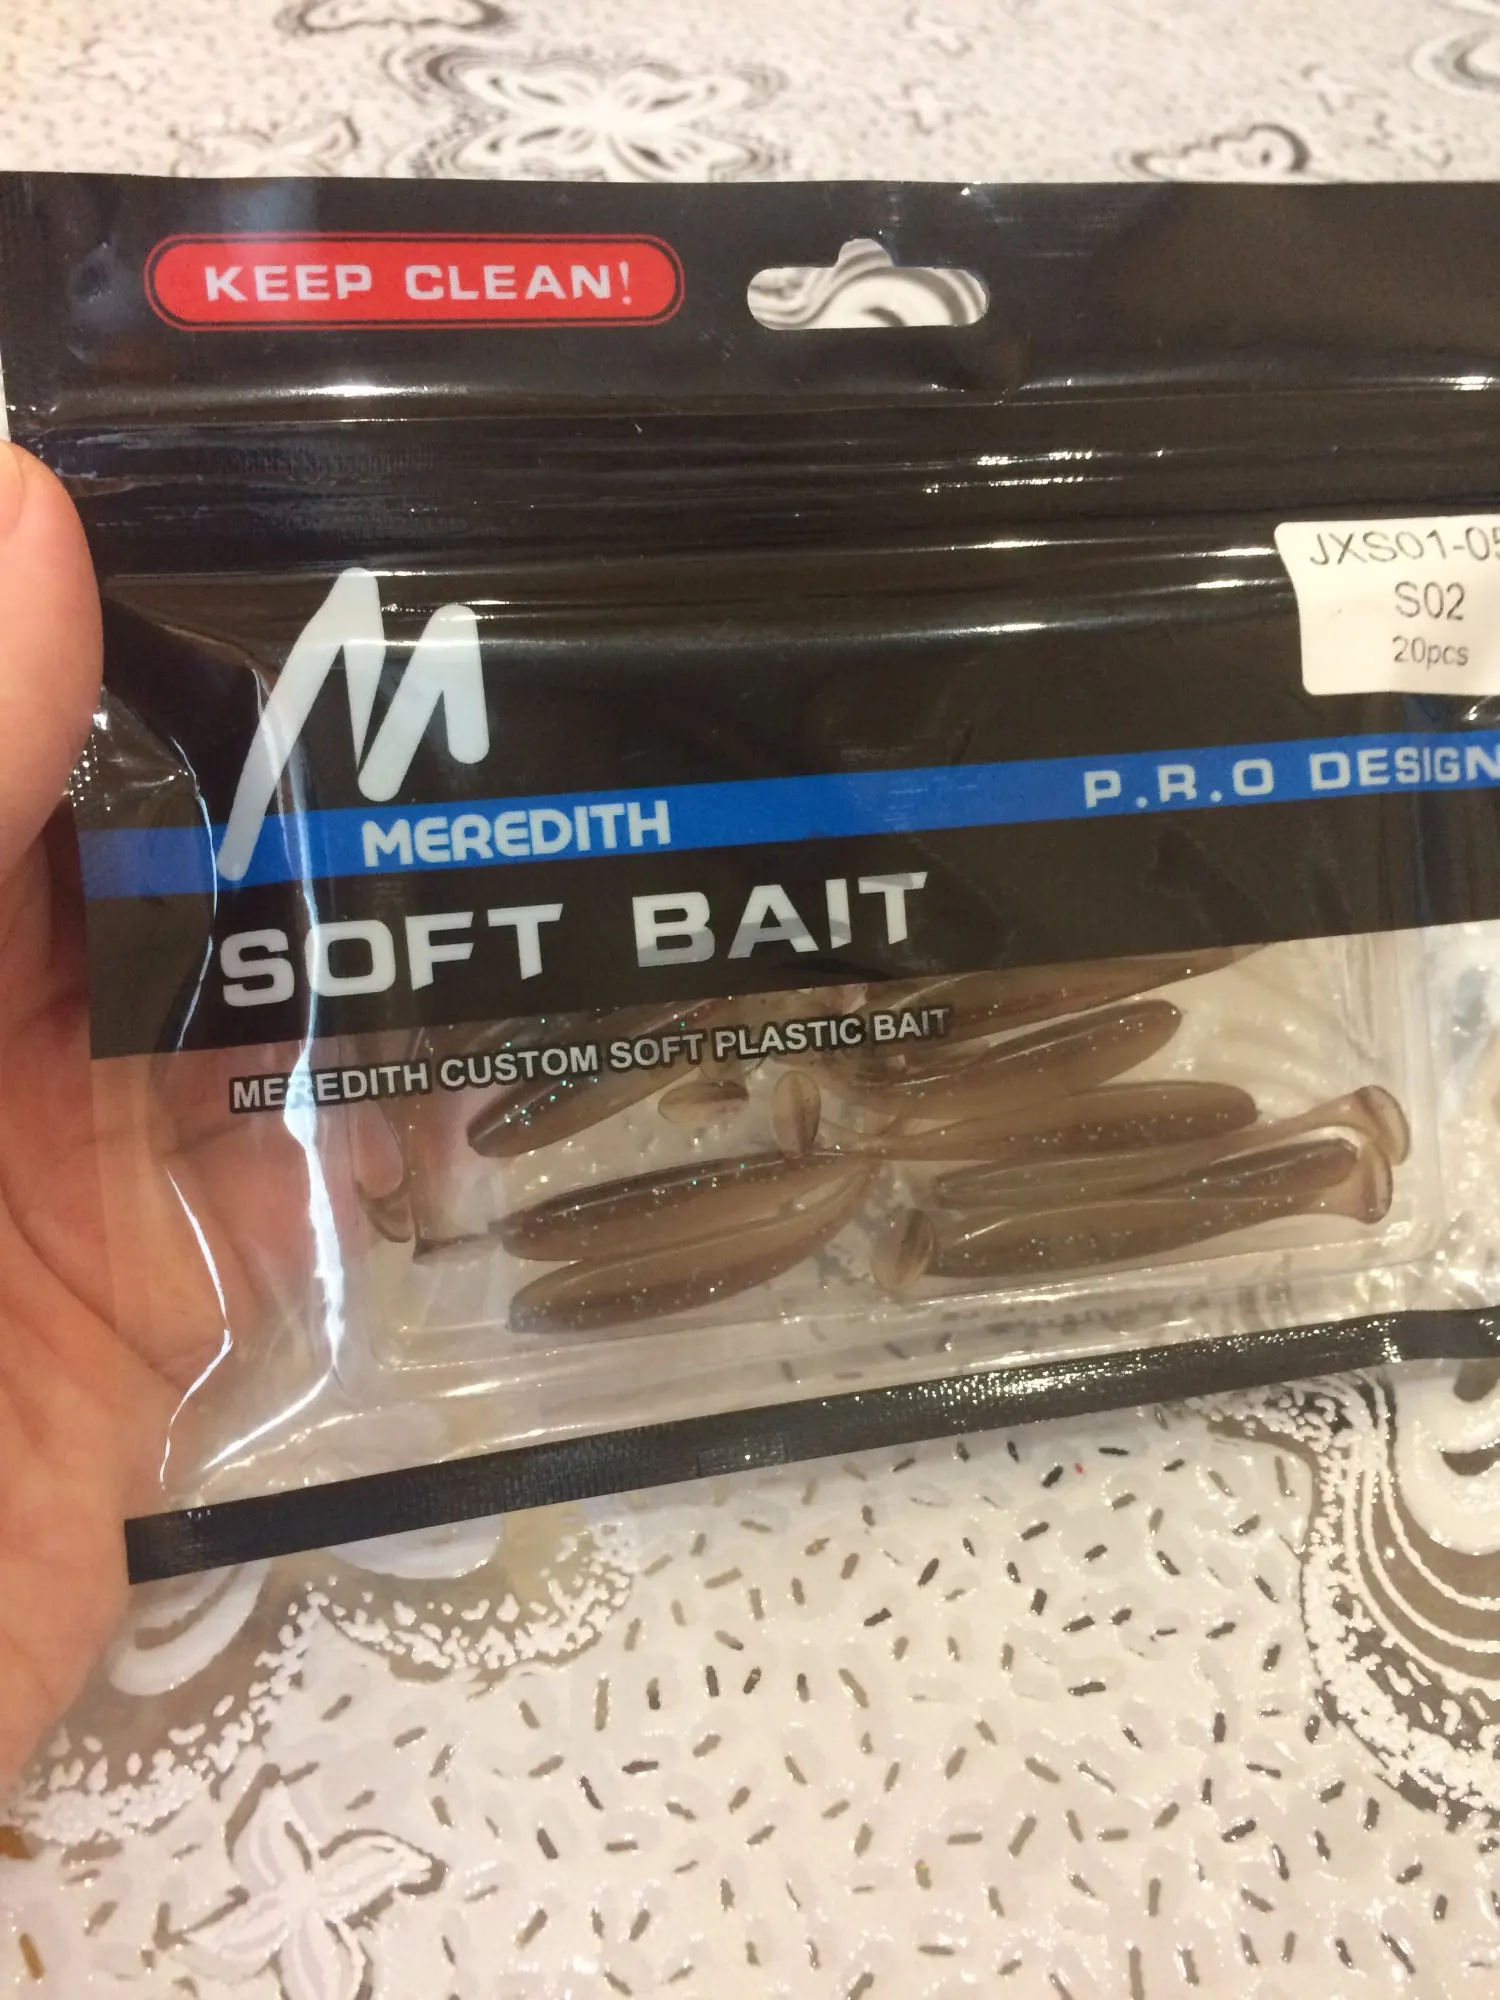 KEEP CLEAN!
JXS01-05
S02
20pcs
P.R.O DESIGN
MEREDITH
SOFT BAIT
MEREDITH CUSTOM SOFT PLASTIC BAIT